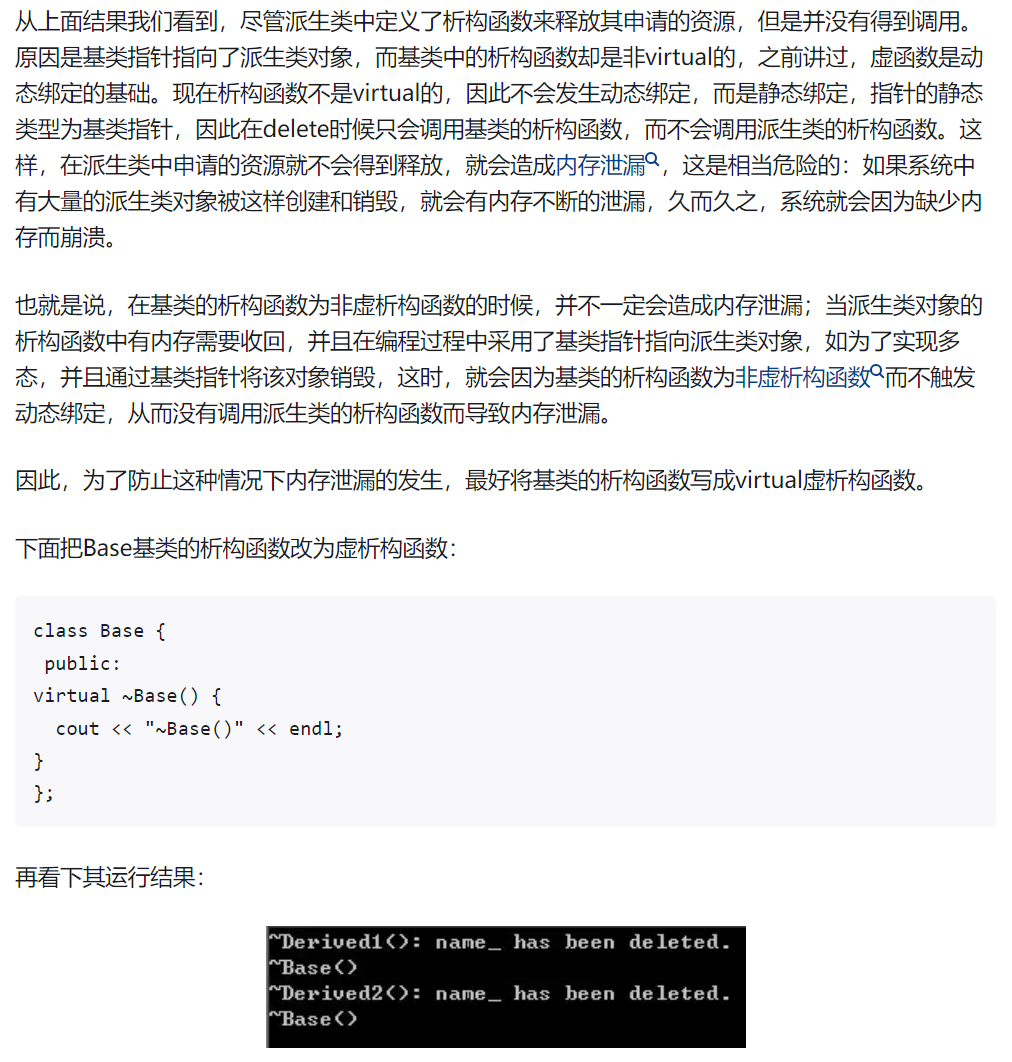 从上面结果我们看到，尽管派生类中定义了析构函数来释放其申请的资源，但是并没有得到调用。
原因是基类指针指向了派生类对象，而基类中的析构函数却是非virtual的，之前讲过，虚函数是动
态绑定的基础。现在析构函数不是virtual的，因此不会发生动态绑定，而是静态绑定，指针的静态
类型为基类指针，因此在delete时候只会调用基类的析构函数，而不会调用派生类的析构函数。这
样，在派生类中申请的资源就不会得到释放，就会造成内存泄漏，这是相当危险的：如果系统中
有大量的派生类对象被这样创建和销毁，就会有内存不断的泄漏，久而久之，系统就会因为缺少内
存而崩溃。
也就是说，在基类的析构函数为非虚析构函数的时候，并不一定会造成内存泄漏；当派生类对象的
析构函数中有内存需要收回，并且在编程过程中采用了基类指针指向派生类对象，如为了实现多
态，并且通过基类指针将该对象销毁，这时，就会因为基类的析构函数为非虚析构函数而不触发
动态绑定，从而没有调用派生类的析构函数而导致内存泄漏。
因此，为了防止这种情况下内存泄漏的发生，最好将基类的析构函数写成virtual虚析构函数。
下面把Base基类的析构函数改为虚析构函数：
class Base {
 public:
virtual ~Base() {
  cout << "~Base()" << endl;
}
};
再看下其运行结果：
~Derived1(): name_ has been deleted.
~Base()
~Derived2(): name_ has been deleted.
~Base()